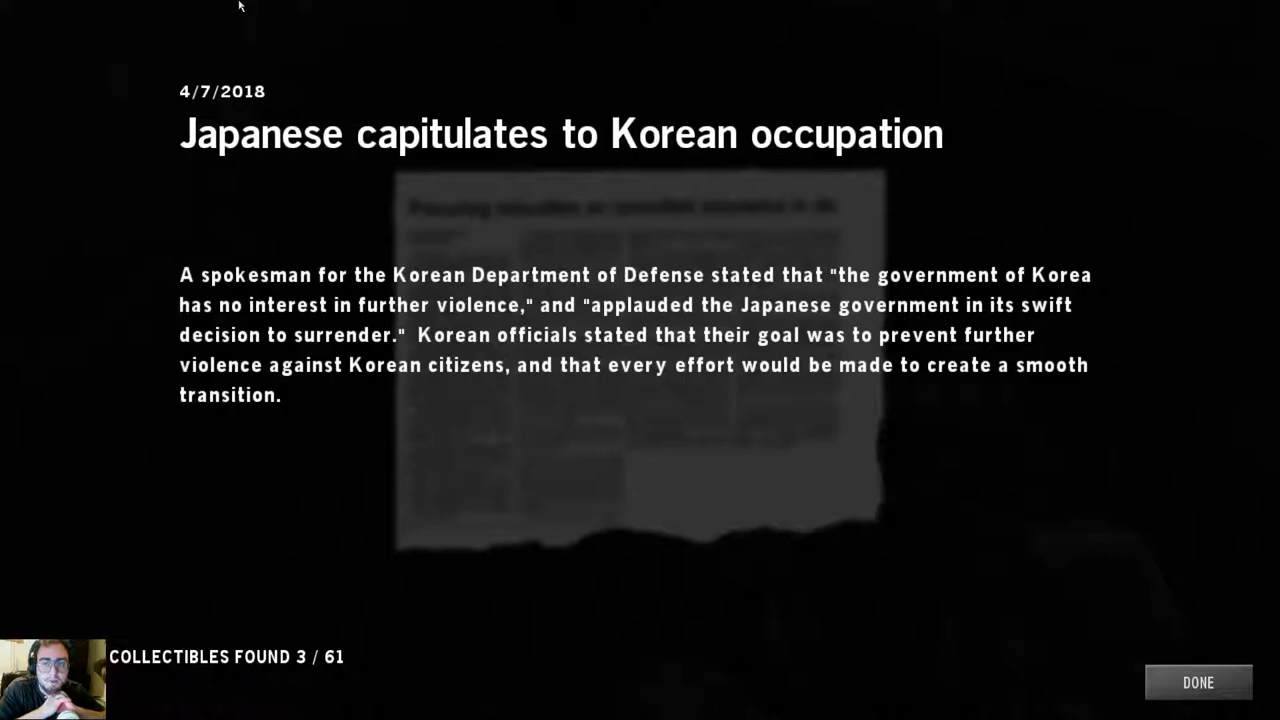 4/7/2018
Japanese capitulates to Korean occupation
A spokesman for the Korean Department of Defense stated that "the government of Korea
has no interest in further violence," and "applauded the Japanese government in its swift
decision to surrender."  Korean officials stated that their goal was to prevent further
violence against Korean citizens, and that every effort would be made to create a smooth
transition.
COLLECTIBLES FOUND 3 / 61
DONE